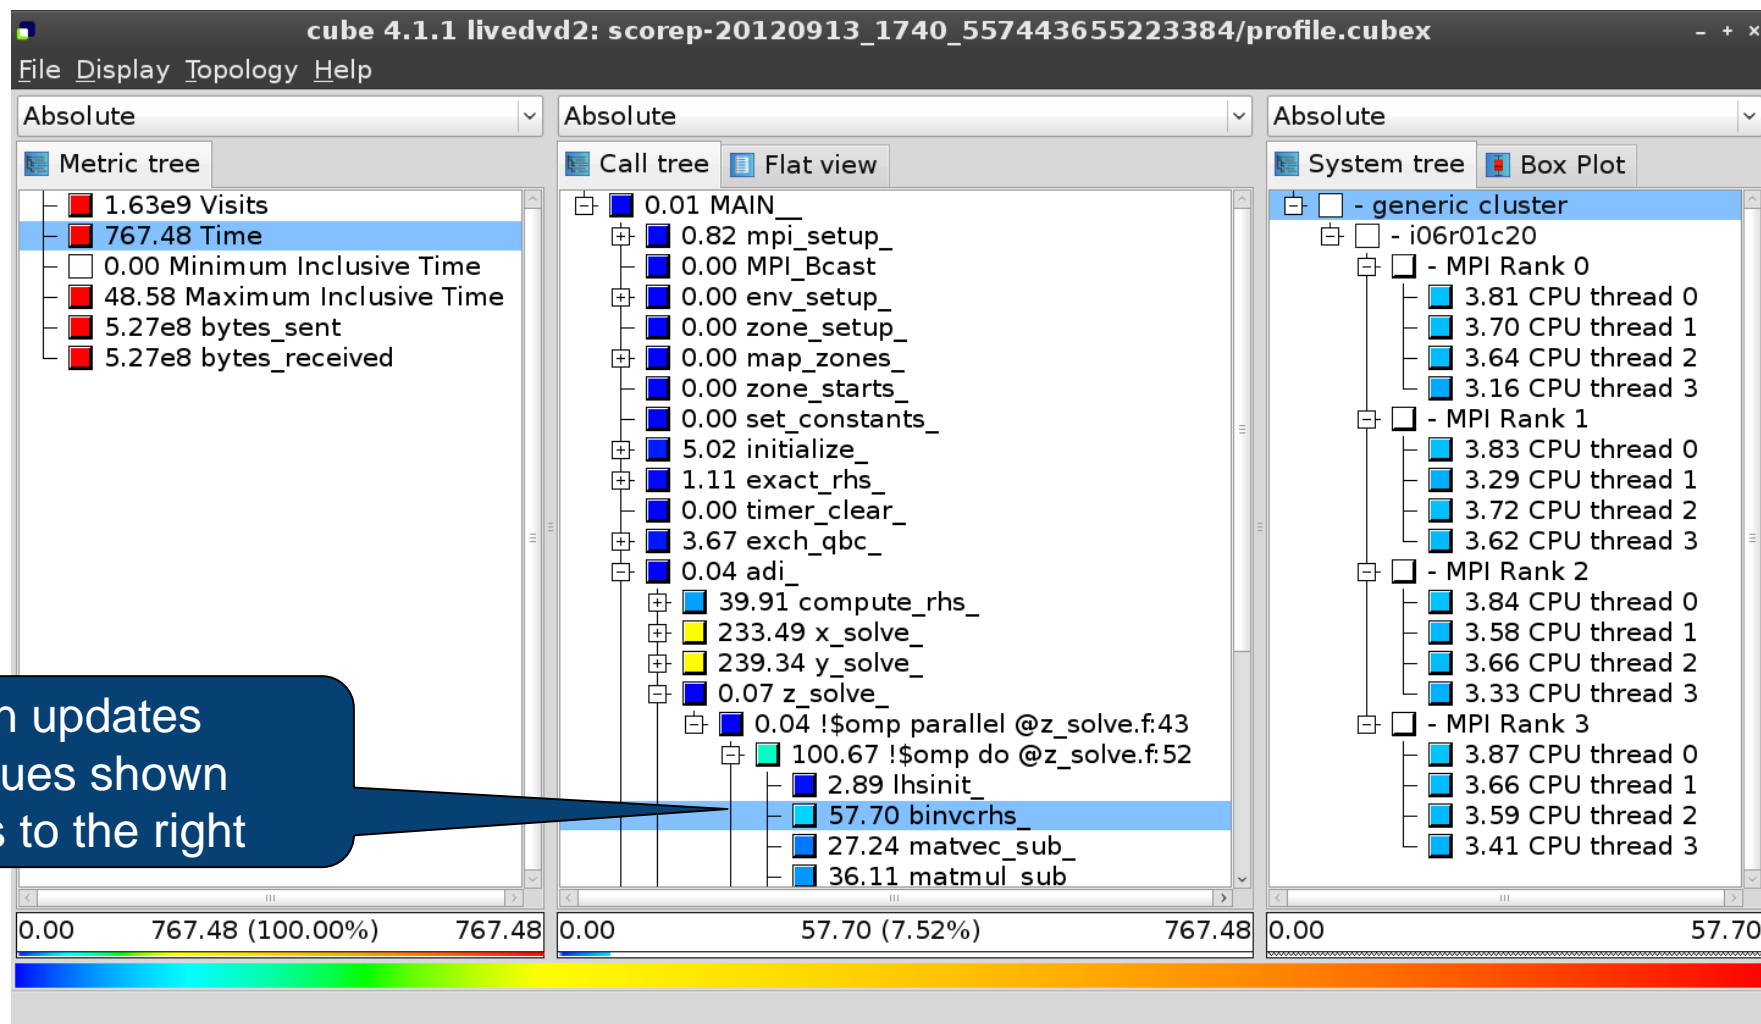 cube 4.1.1 livedvd2: scorep-20120913_1740_557443655223384/profile.cubex
File Display Topology Help
Absolute
Metric tree
1.63e9 Visits
767.48 Time
0.00 Minimum Inclusive Time
48.58 Maximum Inclusive Time
5.27e8 bytes_sent
5.27e8 bytes_received
updates
shown
to the right
0.00 767.48 (100.00%) 767.48
Absolute
Call tree Flat view
0.01 MAIN__
0.82 mpi_setup_
0.00 MPI_Bcast
0.00 env_setup_
0.00 zone_setup_
0.00 map_zones_
0.00 zone_starts_
0.00 set_constants_
5.02 initialize_
1.11 exact_rhs_
0.00 timer_clear_
3.67 exch_qbc_
0.04 adi_
39.91 compute_rhs_
233.49 x_solve_
239.34 y_solve_
0.07 z_solve_
0.04 !$omp parallel @z_solve.f:43
100.67 !$omp do @z_solve.f:52
2.89 lhsinit_
57.70 binvcrhs_
27.24 matvec_sub_
36.11 matmul_sub
0.00 57.70 (7.52%) 767.48
Absolute
System tree Box Plot
- generic cluster
- i06r01c20
- MPI Rank 0
3.81 CPU thread 0
3.70 CPU thread 1
3.64 CPU thread 2
3.16 CPU thread 3
- MPI Rank 1
3.83 CPU thread 0
3.29 CPU thread 1
3.72 CPU thread 2
3.62 CPU thread 3
- MPI Rank 2
3.84 CPU thread 0
3.58 CPU thread 1
3.66 CPU thread 2
3.33 CPU thread 3
- MPI Rank 3
3.87 CPU thread 0
3.66 CPU thread 1
3.59 CPU thread 2
3.41 CPU thread 3
0.00 57.70